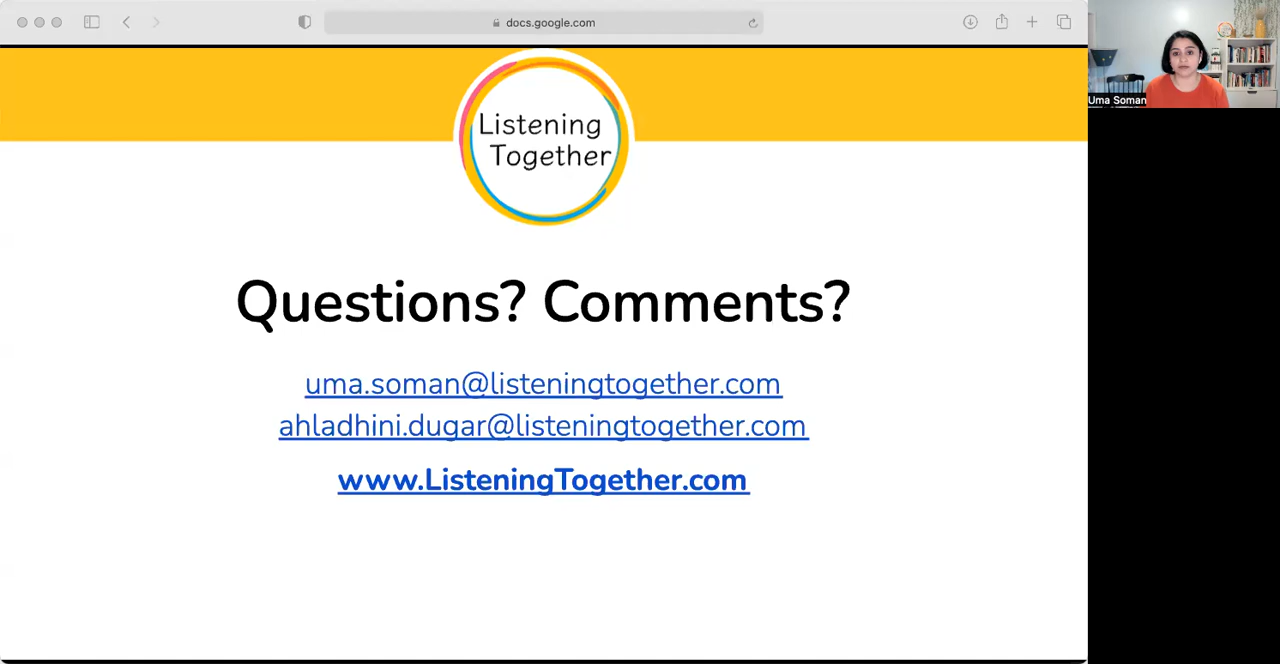 docs.google.com
Uma Soman
Listening
Together
Questions? Comments?
uma.soman@listeningtogether.com
ahladhini.dugar@listeningtogether.com
www.ListeningTogether.com